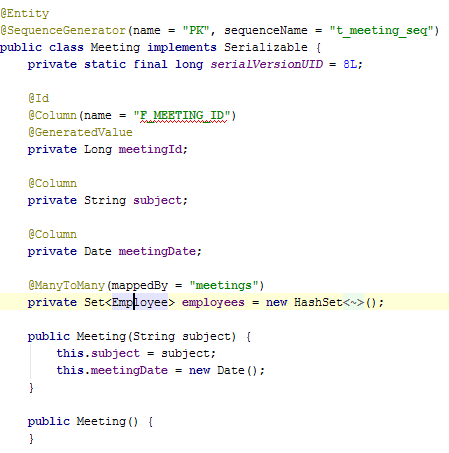 @Entity
@SequenceGenerator(name = "PK", sequenceName = "t_meeting_seq")
public class Meeting implements Serializable {
    private static final long serialVersionUID = 8L;

    @Id
    @Column(name = "F_MEETING_ID")
    @GeneratedValue
    private Long meetingId;

    @Column
    private String subject;

    @Column
    private Date meetingDate;

    @ManyToMany(mappedBy = "meetings")
    private Set<Employee> employees = new HashSet<~>();

    public Meeting(String subject) {
        this.subject = subject;
        this.meetingDate = new Date();
    }

    public Meeting() {
    }